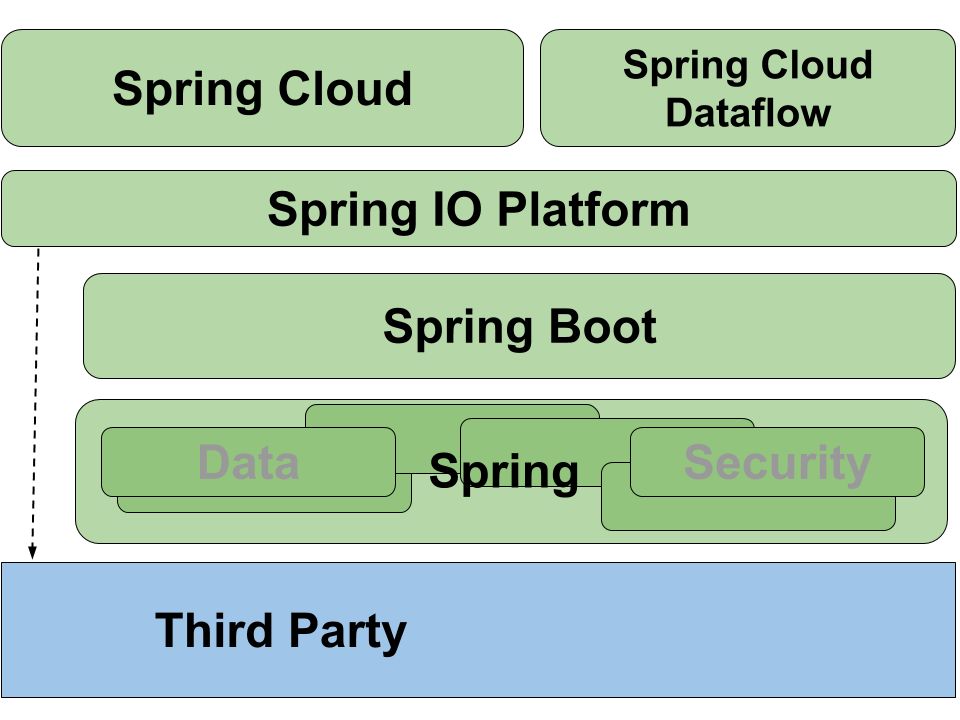 Spring Cloud
Spring Cloud
Dataflow
Spring IO Platform
Spring Boot
Data
Spring
Security
Third Party